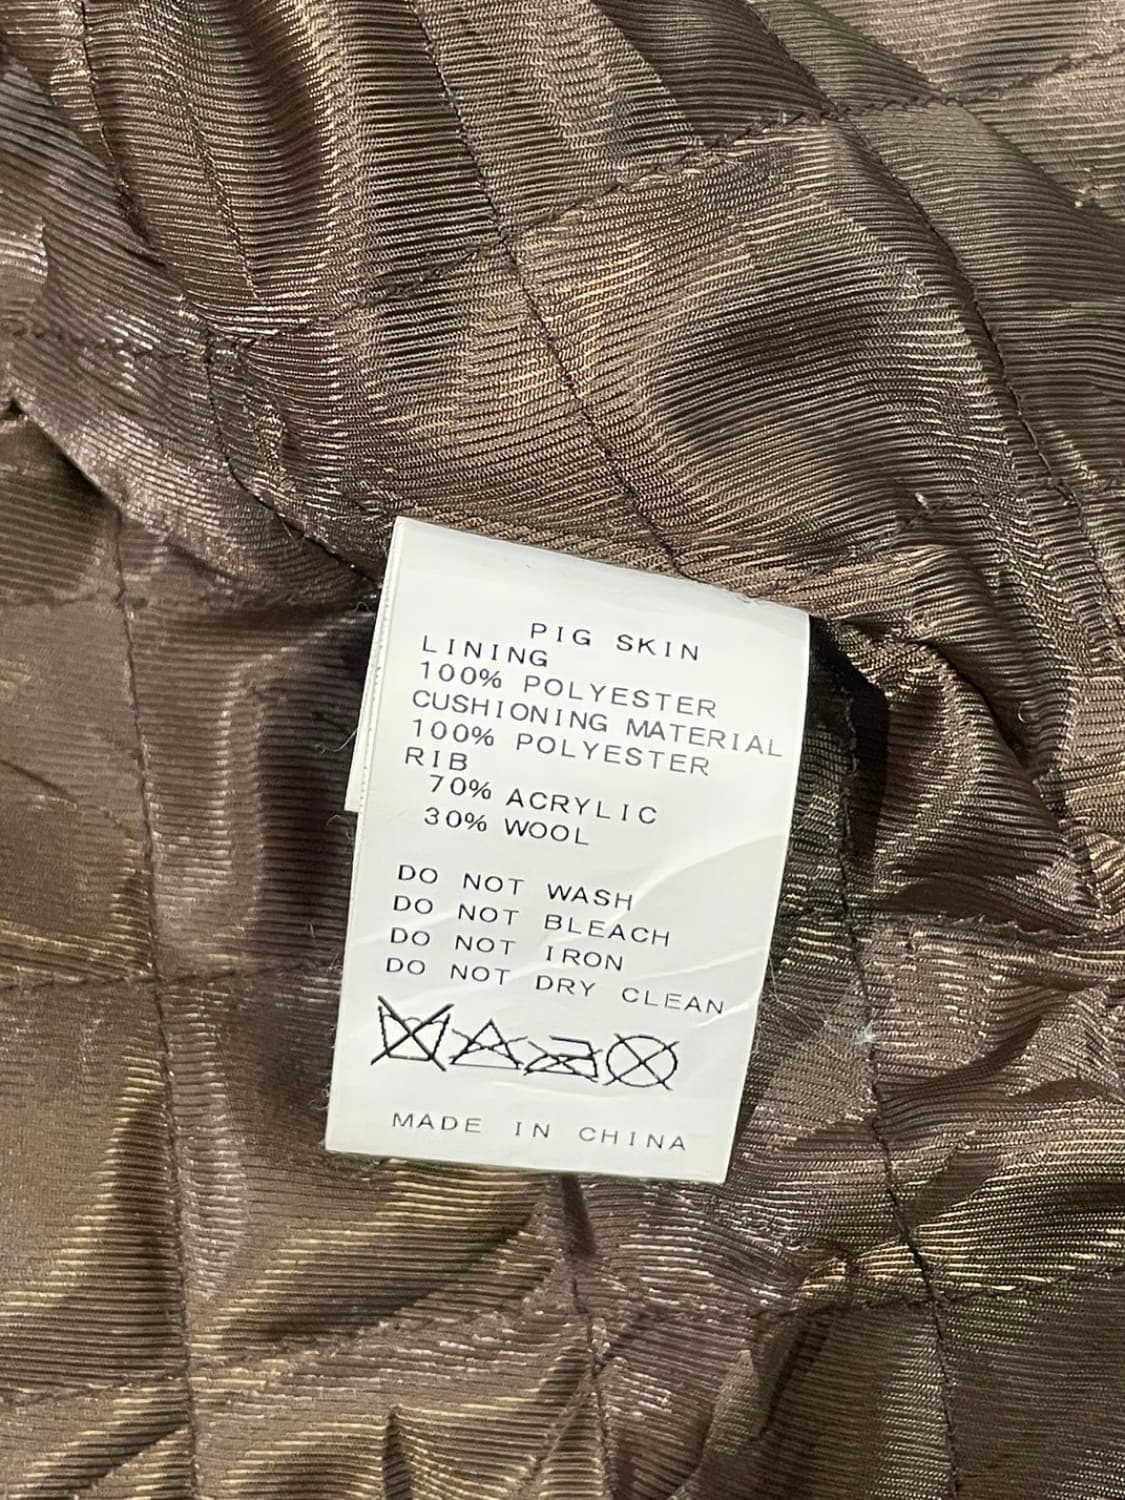 PIG SKIN
LINING
100% POLYESTER
CUSHIONING MATERIAL
100% POLYESTER
RIB
70% ACRYLIC
30% WOOL
DO NOT WASH
DO NOT BLEACH
DO NOT IRON
DO NOT DRY CLEAN
MADE IN CHINA